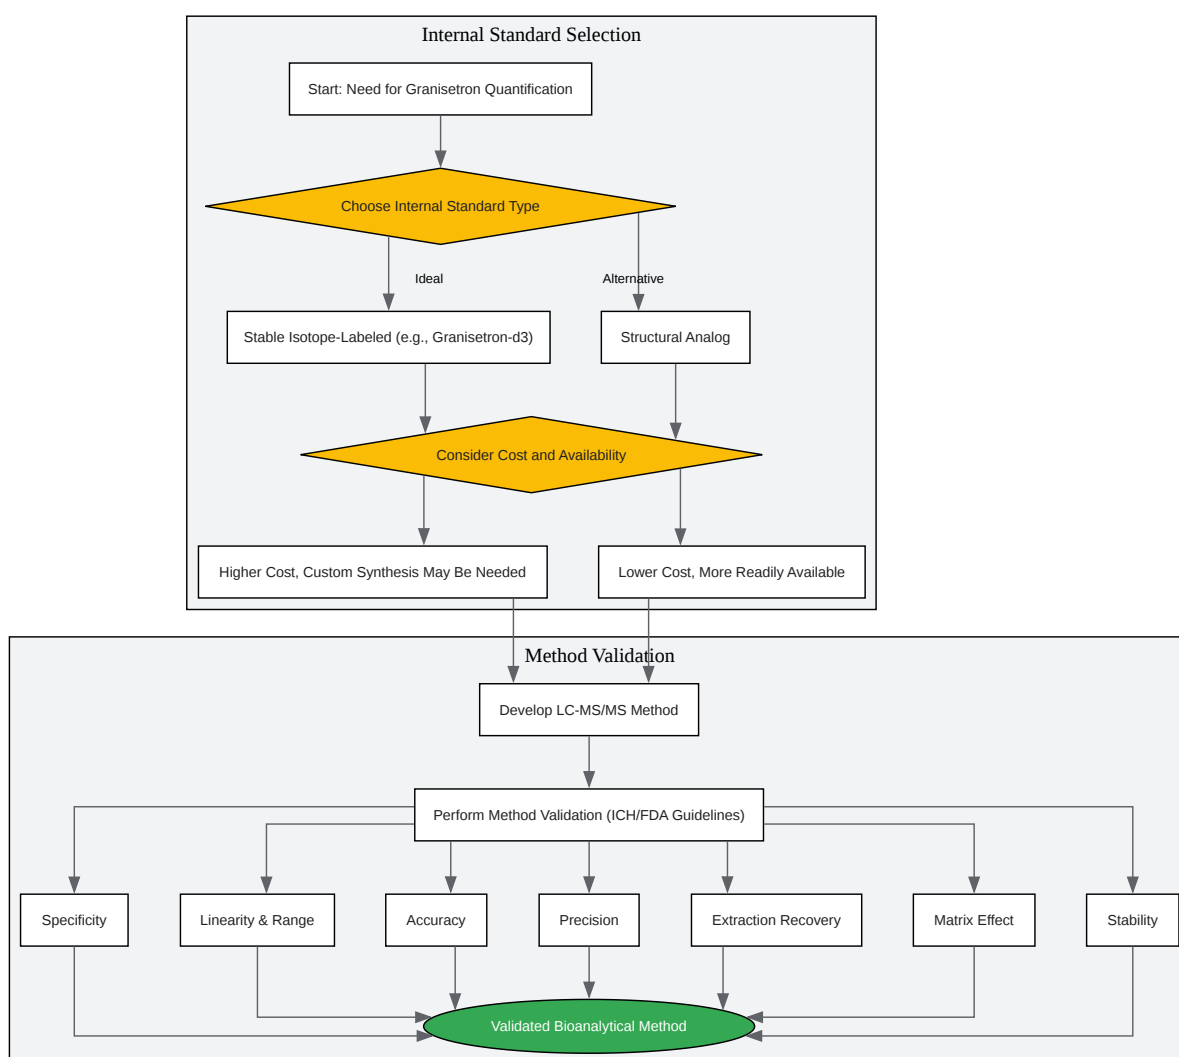 Internal Standard Selection
Start: Need for Granisetron Quantification
Choose Internal Standard Type
Ideal
Alternative
Stable Isotope-Labeled (e.g., Granisetron-d3)
Structural Analog
Consider Cost and Availability
Higher Cost, Custom Synthesis May Be Needed
Lower Cost, More Readily Available
Method Validation
Develop LC-MS/MS Method
Perform Method Validation (ICH/FDA Guidelines)
Specificity
Linearity & Range
Accuracy
Precision
Extraction Recovery
Matrix Effect
Stability
Validated Bioanalytical Method